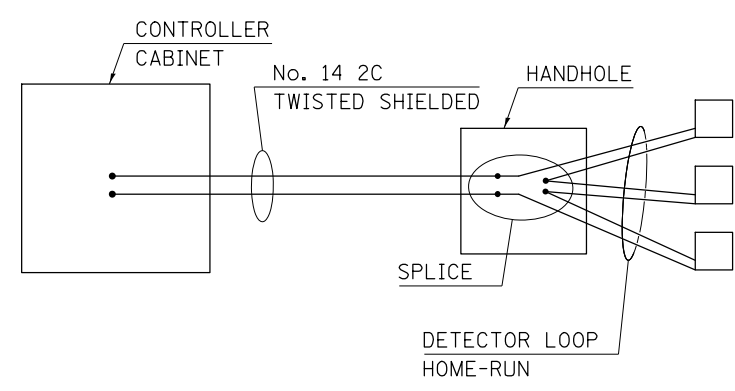 CONTROLLER
CABINET
No. 14 2C
TWISTED SHIELDED
HANDHOLE
SPLICE
DETECTOR LOOP
HOME-RUN